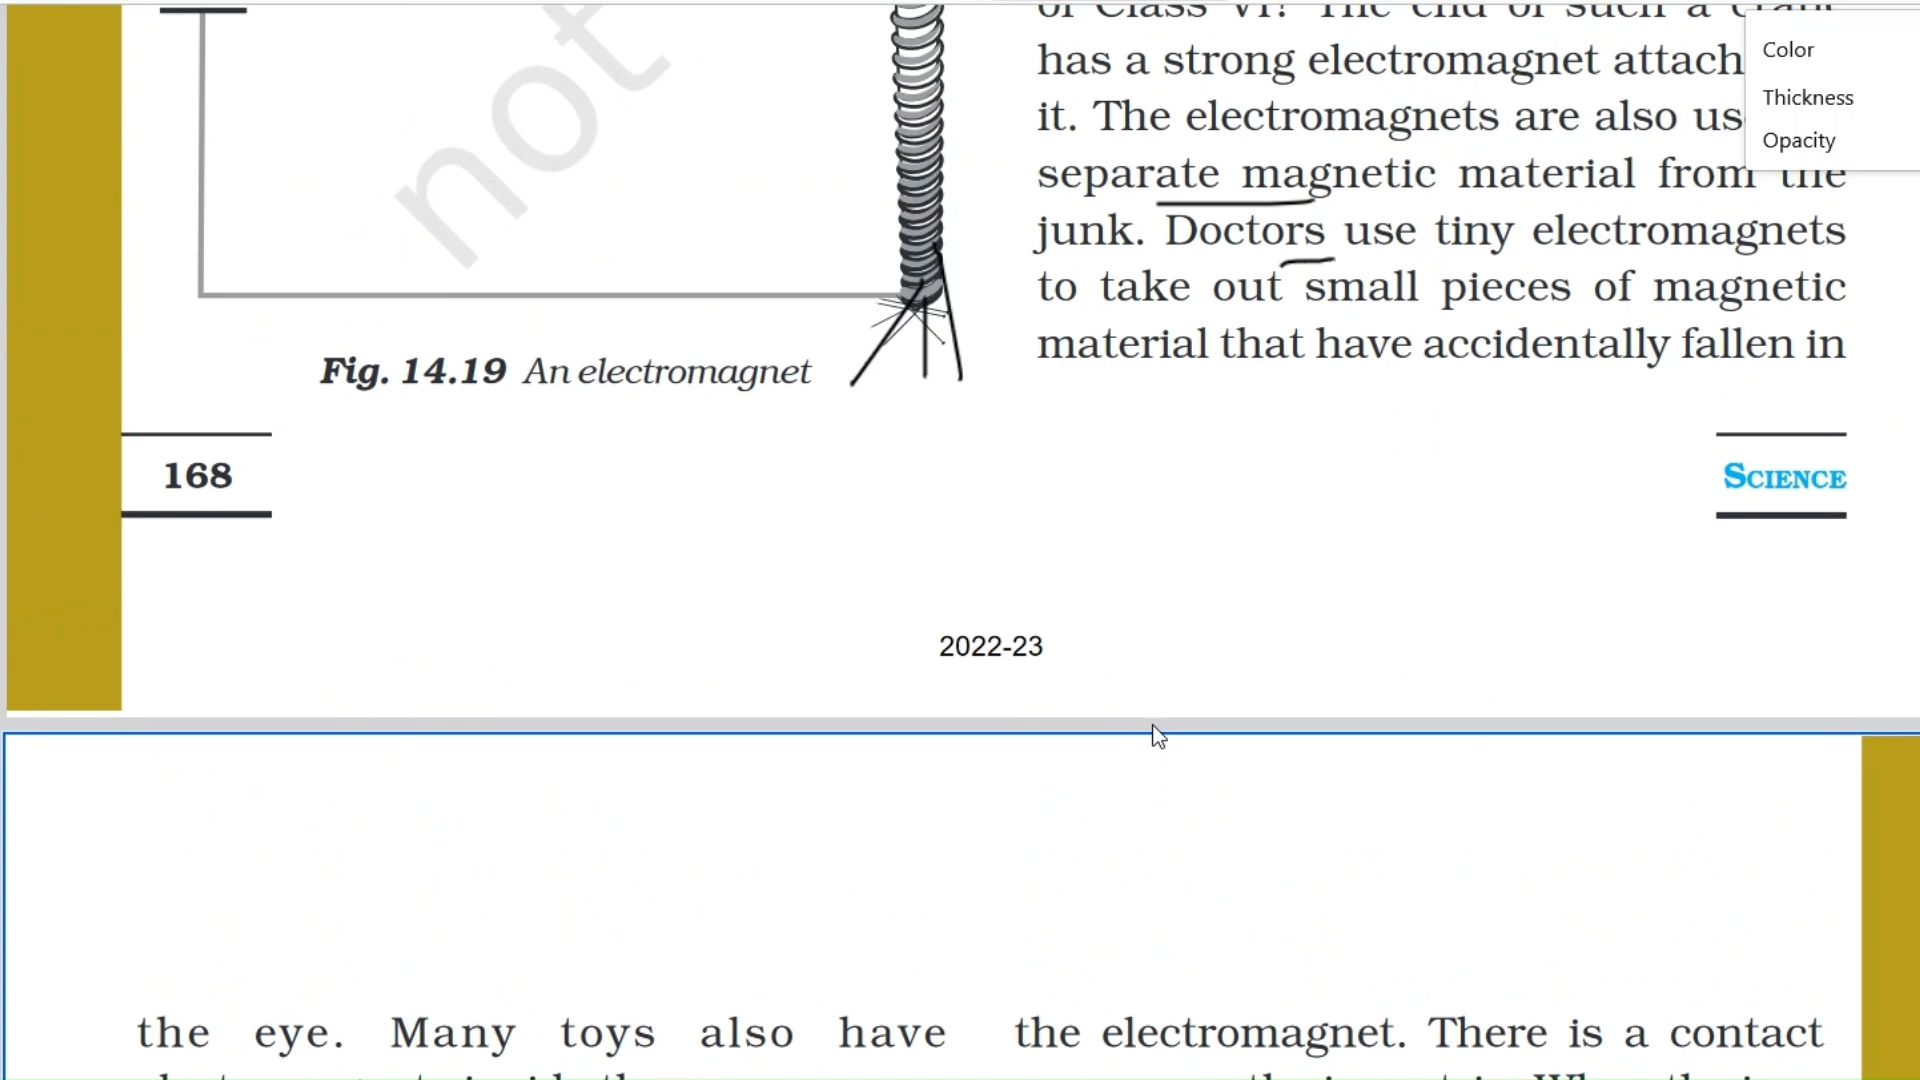 not
has a strong electromagnet attach
it. The electromagnets are also us
separate magnetic material from the
junk. Doctors use tiny electromagnets
to take out small pieces of magnetic
material that have accidentally fallen in
Color
Thickness
Opacity
Fig. 14.19 An electromagnet
168
SCIENCE
2022-23
the eye. Many toys also have
the electromagnet. There is a contact